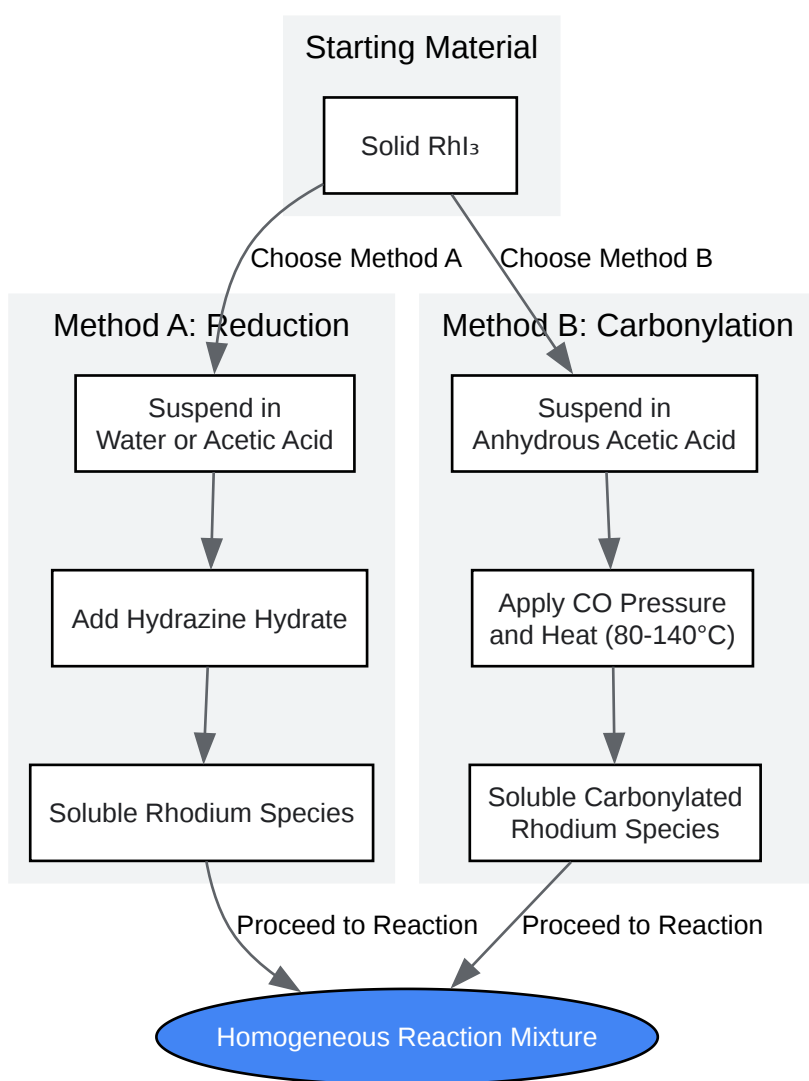 Starting Material
Solid RhI₃
Choose Method A
Choose Method B
Method A: Reduction
Suspend in
Water or Acetic Acid
Add Hydrazine Hydrate
Soluble Rhodium Species
Method B: Carbonylation
Suspend in
Anhydrous Acetic Acid
Apply CO Pressure
and Heat (80-140°C)
Soluble Carbonylated
Rhodium Species
Proceed to Reaction
Proceed to Reaction
Homogeneous Reaction Mixture